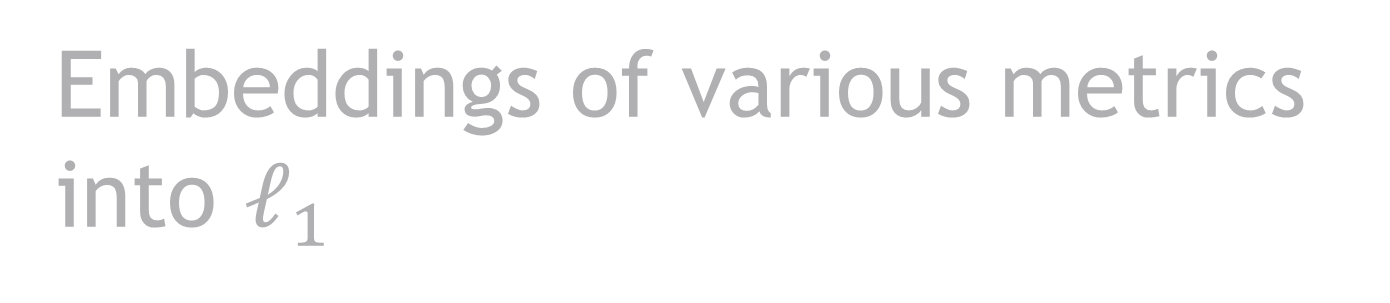 Embeddings of various metrics
into ℓ₁